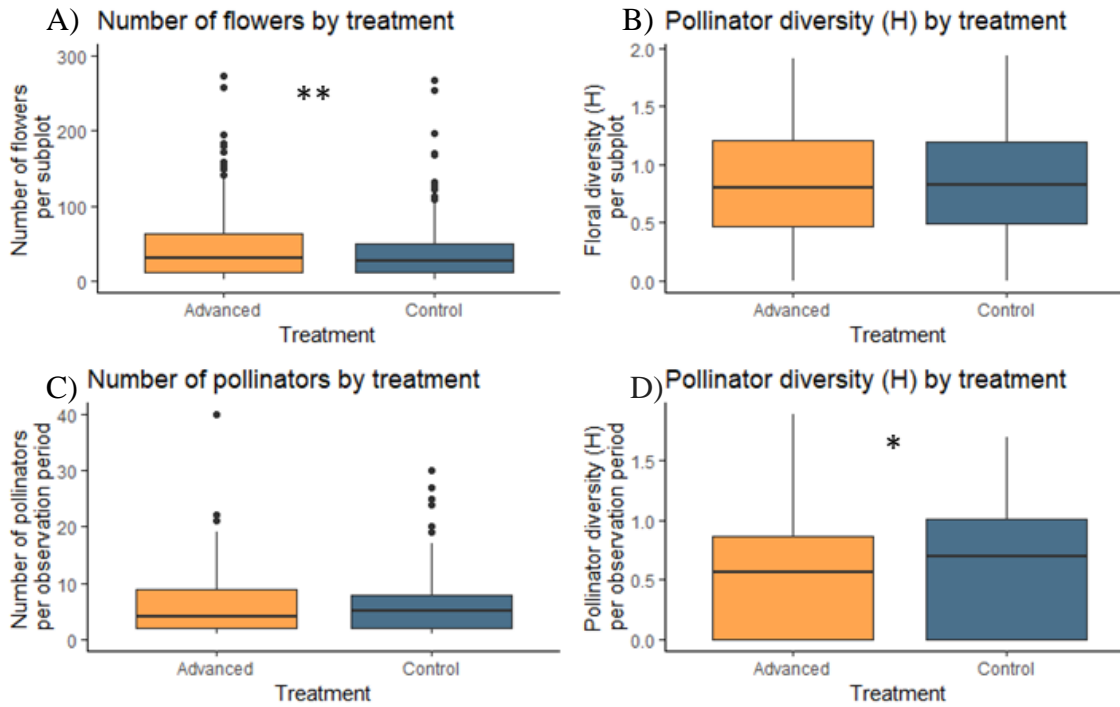 A) Number of flowers by treatment
Number of flowers
per subplot
300
200
100
0
**
Advanced
Control
Treatment
B) Pollinator diversity (H) by treatment
Floral diversity (H)
per subplot
2.0
1.5
1.0
0.5
0.0
Advanced
Control
Treatment
C) Number of pollinators by treatment
Number of pollinators
per observation period
40
30
20
10
0
Advanced
Control
Treatment
D) Pollinator diversity (H) by treatment
Pollinator diversity (H)
per observation period
1.5
1.0
0.5
0.0
*
Advanced
Control
Treatment